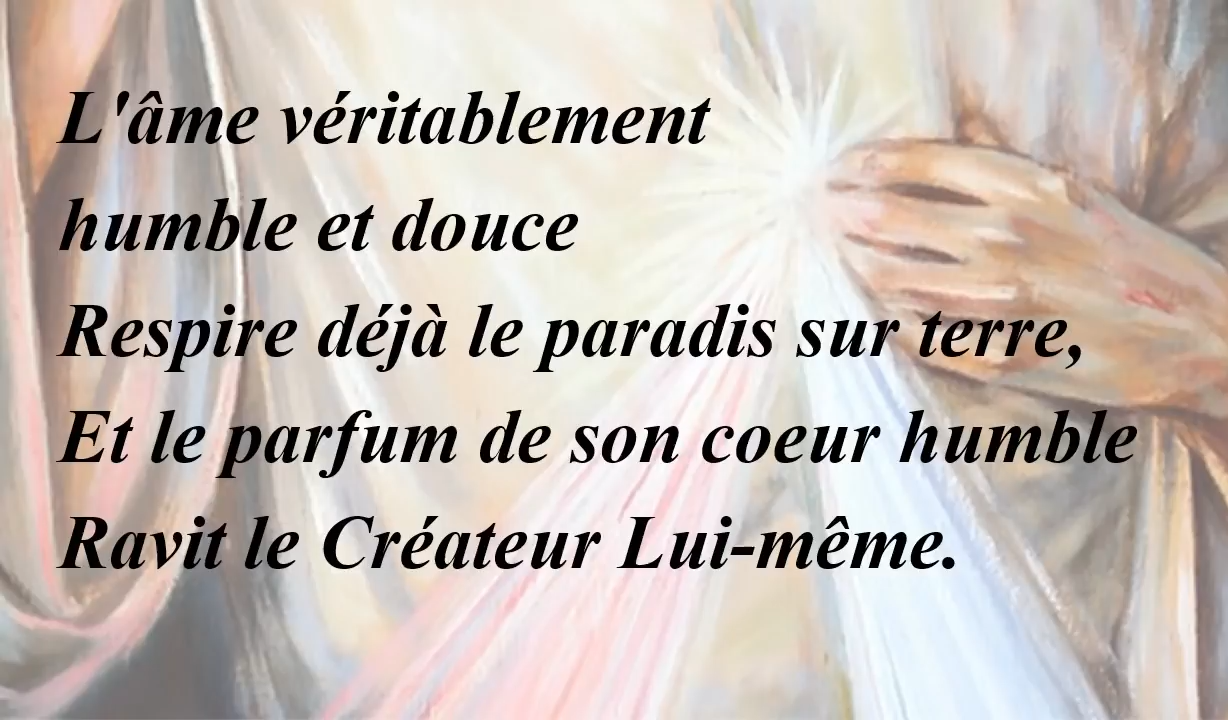 L'âme véritablement
humble et douce
Respire déjà le paradis sur terre,
Et le parfum de son coeur humble
Ravit le Créateur Lui-même.